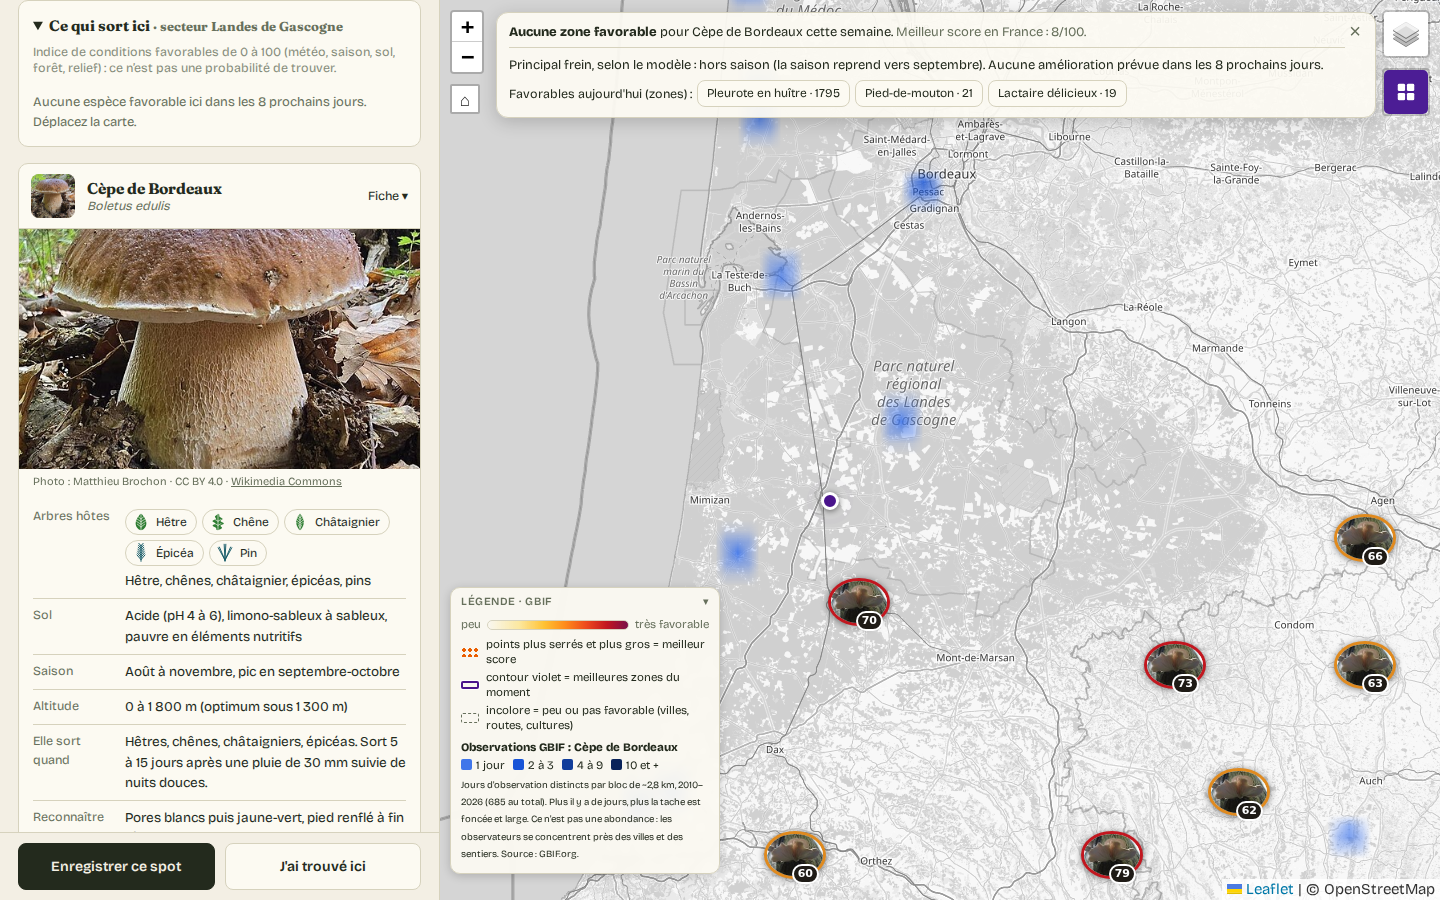 ▼ Ce qui sort ici · secteur Landes de Gascogne
Indice de conditions favorables de 0 à 100 (météo, saison, sol,
forêt, relief) : ce n'est pas une probabilité de trouver.
Aucune espèce favorable ici dans les 8 prochains jours.
Déplacez la carte.
Cèpe de Bordeaux
Boletus edulis
Fiche ▾
Photo : Matthieu Brochon · CC BY 4.0 · Wikimedia Commons
Arbres hôtes
Hêtre
Chêne
Châtaignier
Épicéa
Pin
Hêtre, chênes, châtaignier, épicéas, pins
Sol
Acide (pH 4 à 6), limono-sableux à sableux,
pauvre en éléments nutritifs
Saison
Août à novembre, pic en septembre-octobre
Altitude
0 à 1 800 m (optimum sous 1 300 m)
Elle sort
quand
Hêtres, chênes, châtaigniers, épicéas. Sort 5
à 15 jours après une pluie de 30 mm suivie de
nuits douces.
Reconnaître
Pores blancs puis jaune-vert, pied renflé à fin
Enregistrer ce spot
J'ai trouvé ici
+
−
⌂
Aucune zone favorable pour Cèpe de Bordeaux cette semaine. Meilleur score en France : 8/100.
×
Principal frein, selon le modèle : hors saison (la saison reprend vers septembre). Aucune amélioration prévue dans les 8 prochains jours.
Favorables aujourd'hui (zones) :
Pleurote en huître · 1795
Pied-de-mouton · 21
Lactaire délicieux · 19
du Médoc
La Roche-
Saint-Médard-
en-Jalles
Ambarès-
et-Lagrave
Lormont
Libourne
Castillon-la-
Bataille
Sainte-Foy-
la-Grande
Bergerac
Lalinde
Bordeaux
Pessac
Gradignan
Cestas
Andernos-
les-Bains
Parc naturel
marin du
Bassin
d'Arcachon
La Teste-de-
Buch
Eymet
La Réole
Langon
Marmande
Parc naturel
régional
des Landes
de Gascogne
Villeneuve-
sur-Lot
Tonneins
Mimizan
Agen
66
70
Condom
Mont-de-Marsan
73
63
Dax
Auch
62
Orthez
60
79
LÉGENDE · GBIF
▾
peu
très favorable
points plus serrés et plus gros = meilleur
score
contour violet = meilleures zones du
moment
incolore = peu ou pas favorable (villes,
routes, cultures)
Observations GBIF : Cèpe de Bordeaux
1 jour
2 à 3
4 à 9
10 et +
Jours d'observation distincts par bloc de ~2,8 km, 2010–
2026 (685 au total). Plus il y a de jours, plus la tache est
foncée et large. Ce n'est pas une abondance : les
observateurs se concentrent près des villes et des
sentiers. Source : GBIF.org.
Leaflet | © OpenStreetMap